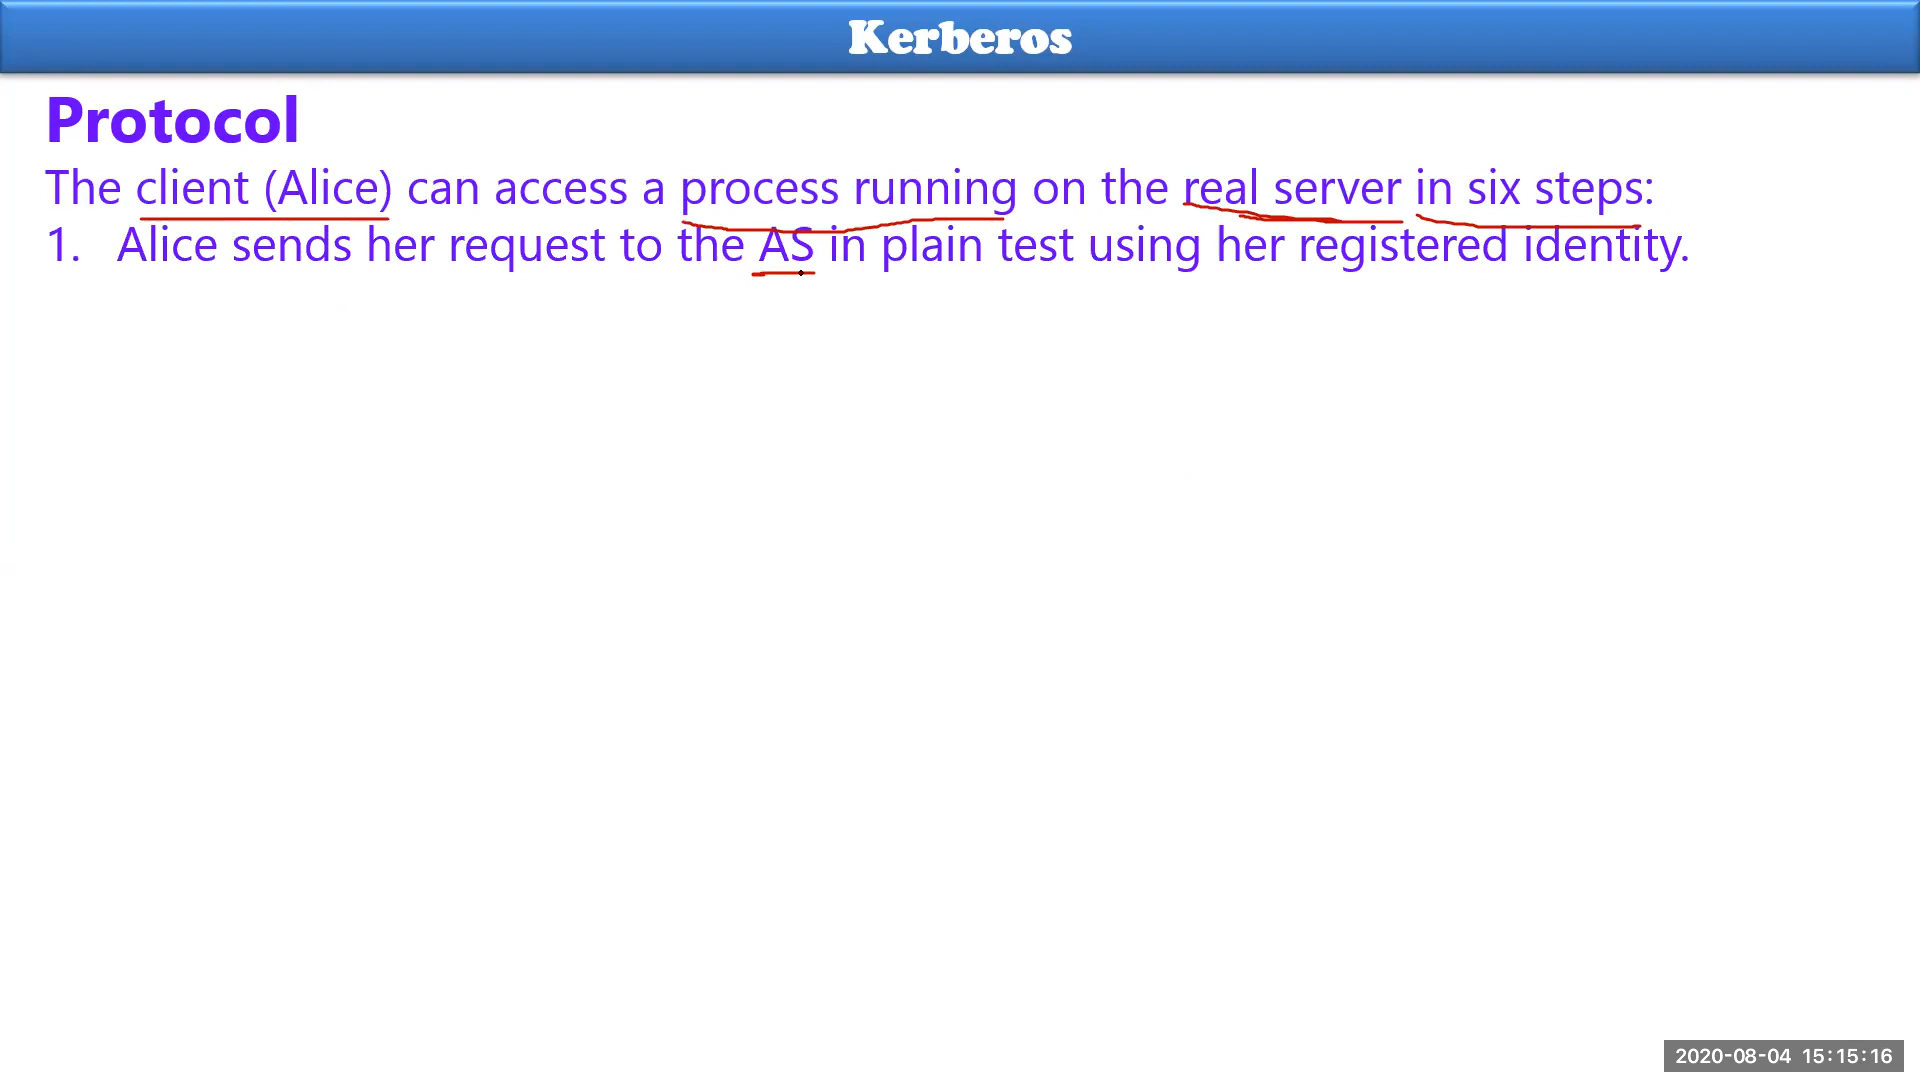 Kerberos
Protocol
The client (Alice) can access a process running on the real server in six steps:
1. Alice sends her request to the AS in plain test using her registered identity.
2020-08-04 15:15:16